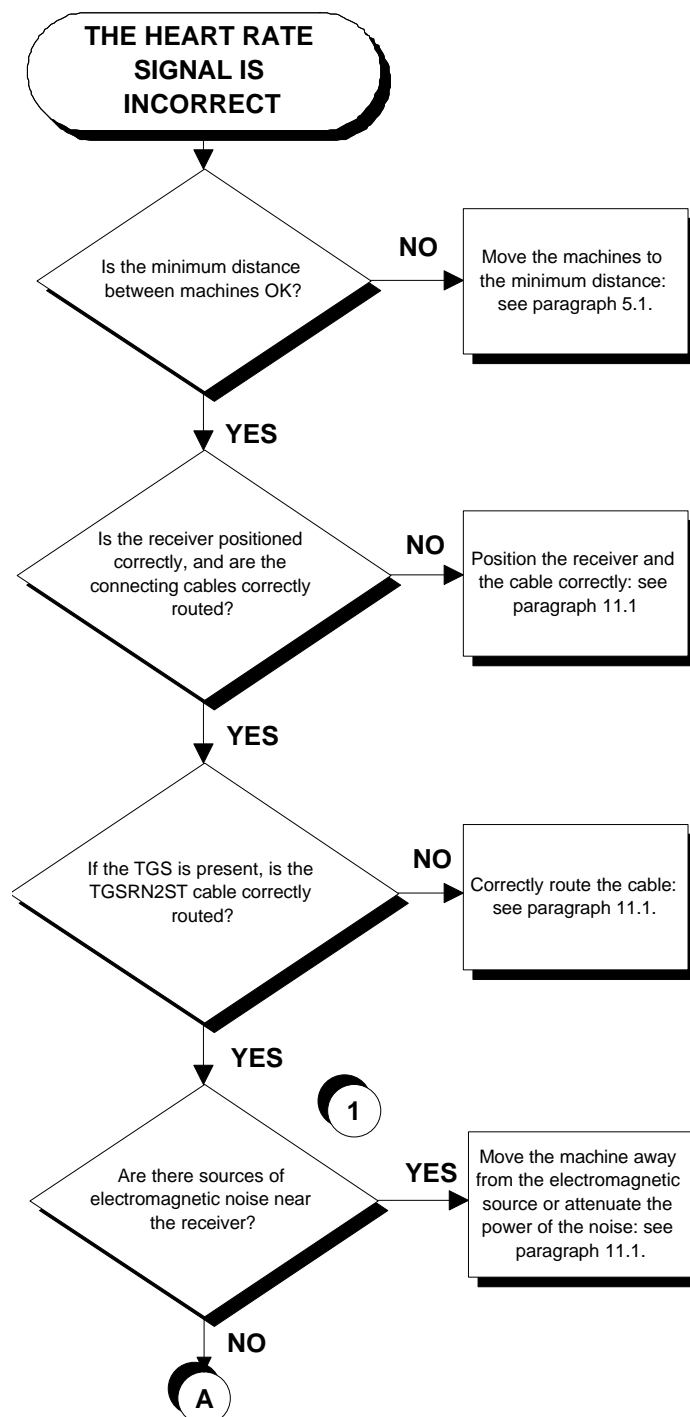 THE HEART RATE
SIGNAL IS
INCORRECT
Is the minimum distance
between machines OK?
NO
Move the machines to
the minimum distance:
see paragraph 5.1.
YES
Is the receiver positioned
correctly, and are the
connecting cables correctly
routed?
NO
Position the receiver and
the cable correctly: see
paragraph 11.1
YES
If the TGS is present, is the
TGSRN2ST cable correctly
routed?
NO
Correctly route the cable:
see paragraph 11.1.
YES
1
Are there sources of
electromagnetic noise near
the receiver?
YES
Move the machine away
from the electromagnetic
source or attenuate the
power of the noise: see
paragraph 11.1.
NO
A